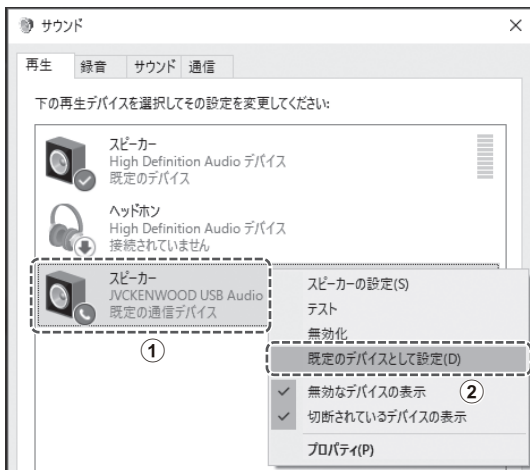 サウンド
再生 録音 サウンド 通信
下の再生デバイスを選択してその設定を変更してください:
スピーカー
High Definition Audio デバイス
既定のデバイス
ヘッドホン
High Definition Audio デバイス
接続されていません
スピーカー
JVCKENWOOD USB Audio
既定の通信デバイス
①
スピーカーの設定(S)
テスト
無効化
既定のデバイスとして設定(D)
無効なデバイスの表示
②
切断されているデバイスの表示
プロパティ(P)